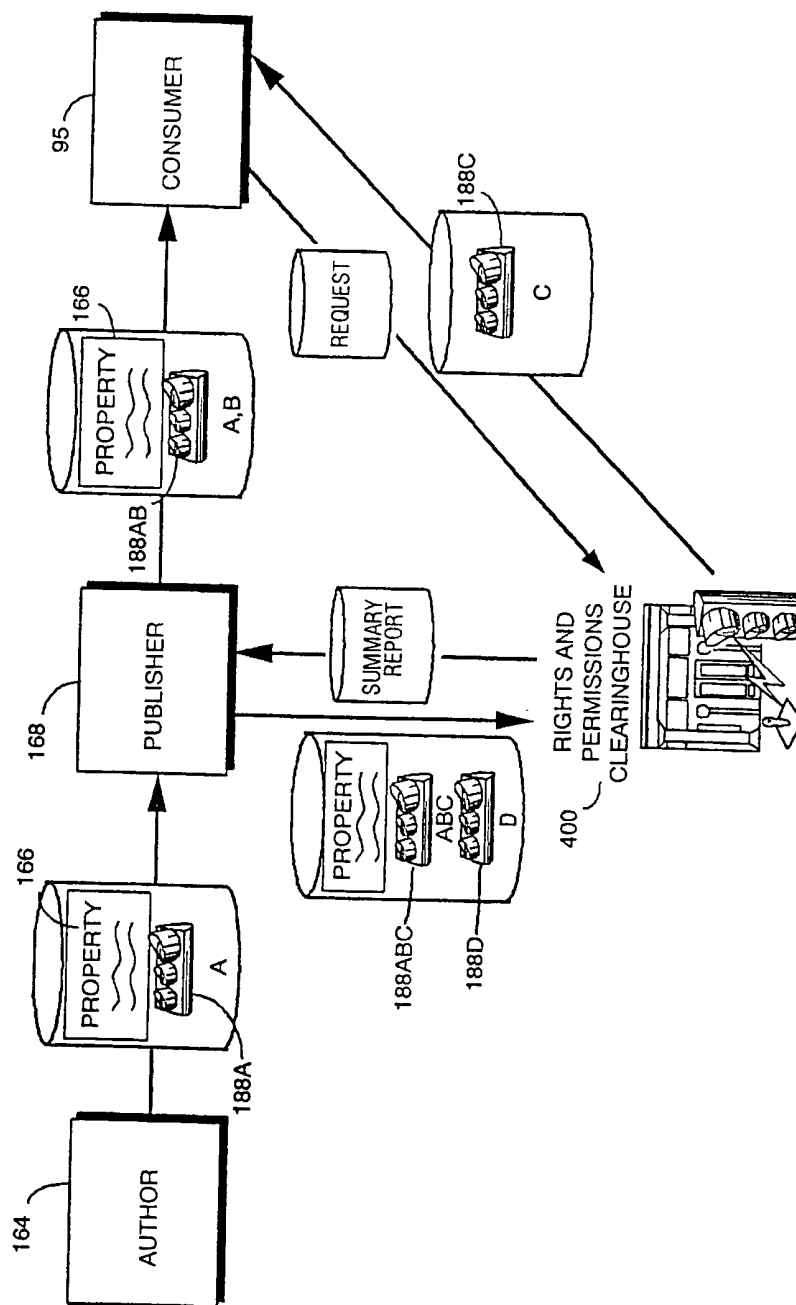 164
AUTHOR
166
PROPERTY
A
188A
168
PUBLISHER
188AB
166
PROPERTY
A,B
95
CONSUMER
PROPERTY
188ABC
ABC
188D
D
SUMMARY
REPORT
REQUEST
188C
C
400
RIGHTS AND
PERMISSIONS
CLEARINGHOUSE